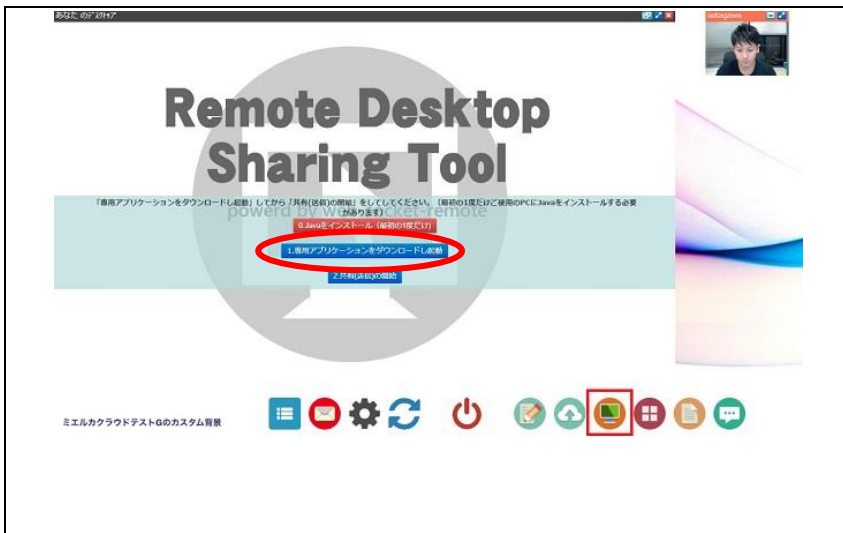 あなた のデスクトップ
sasagawa
Remote Desktop
Sharing Tool
「専用アプリケーションをダウンロードし起動」してから「共有(送信)の開始」をしてしてください。（最初の1度だけご使用のPCにJavaをインストールする必要
があります）
powerd by websocket-remote
0.Javaをインストール（最初の1度だけ）
1.専用アプリケーションをダウンロードし起動
2.共有(送信)の開始
ミエルカクラウドテストGのカスタム背景